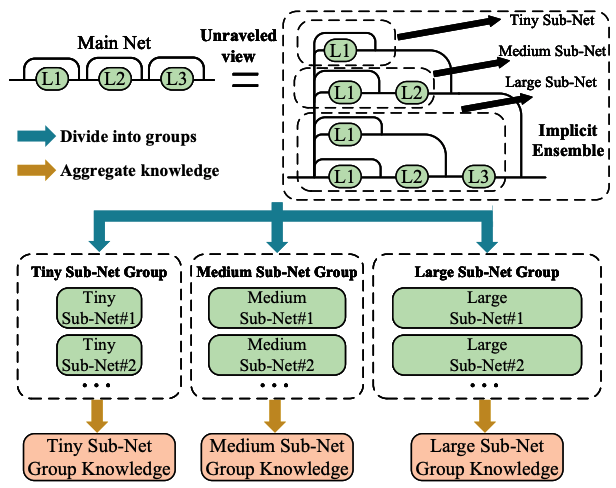 Main Net
L1
L2
L3
Unraveled
view
Tiny Sub-Net
Medium Sub-Net
Large Sub-Net
L1
L1
L2
L1
L1
L2
L3
Implicit
Ensemble
Divide into groups
Aggregate knowledge
Tiny Sub-Net Group
Tiny
Sub-Net#1
Tiny
Sub-Net#2
Medium Sub-Net Group
Medium
Sub-Net#1
Medium
Sub-Net#2
Large Sub-Net Group
Large
Sub-Net#1
Large
Sub-Net#2
Tiny Sub-Net
Group Knowledge
Medium Sub-Net
Group Knowledge
Large Sub-Net
Group Knowledge